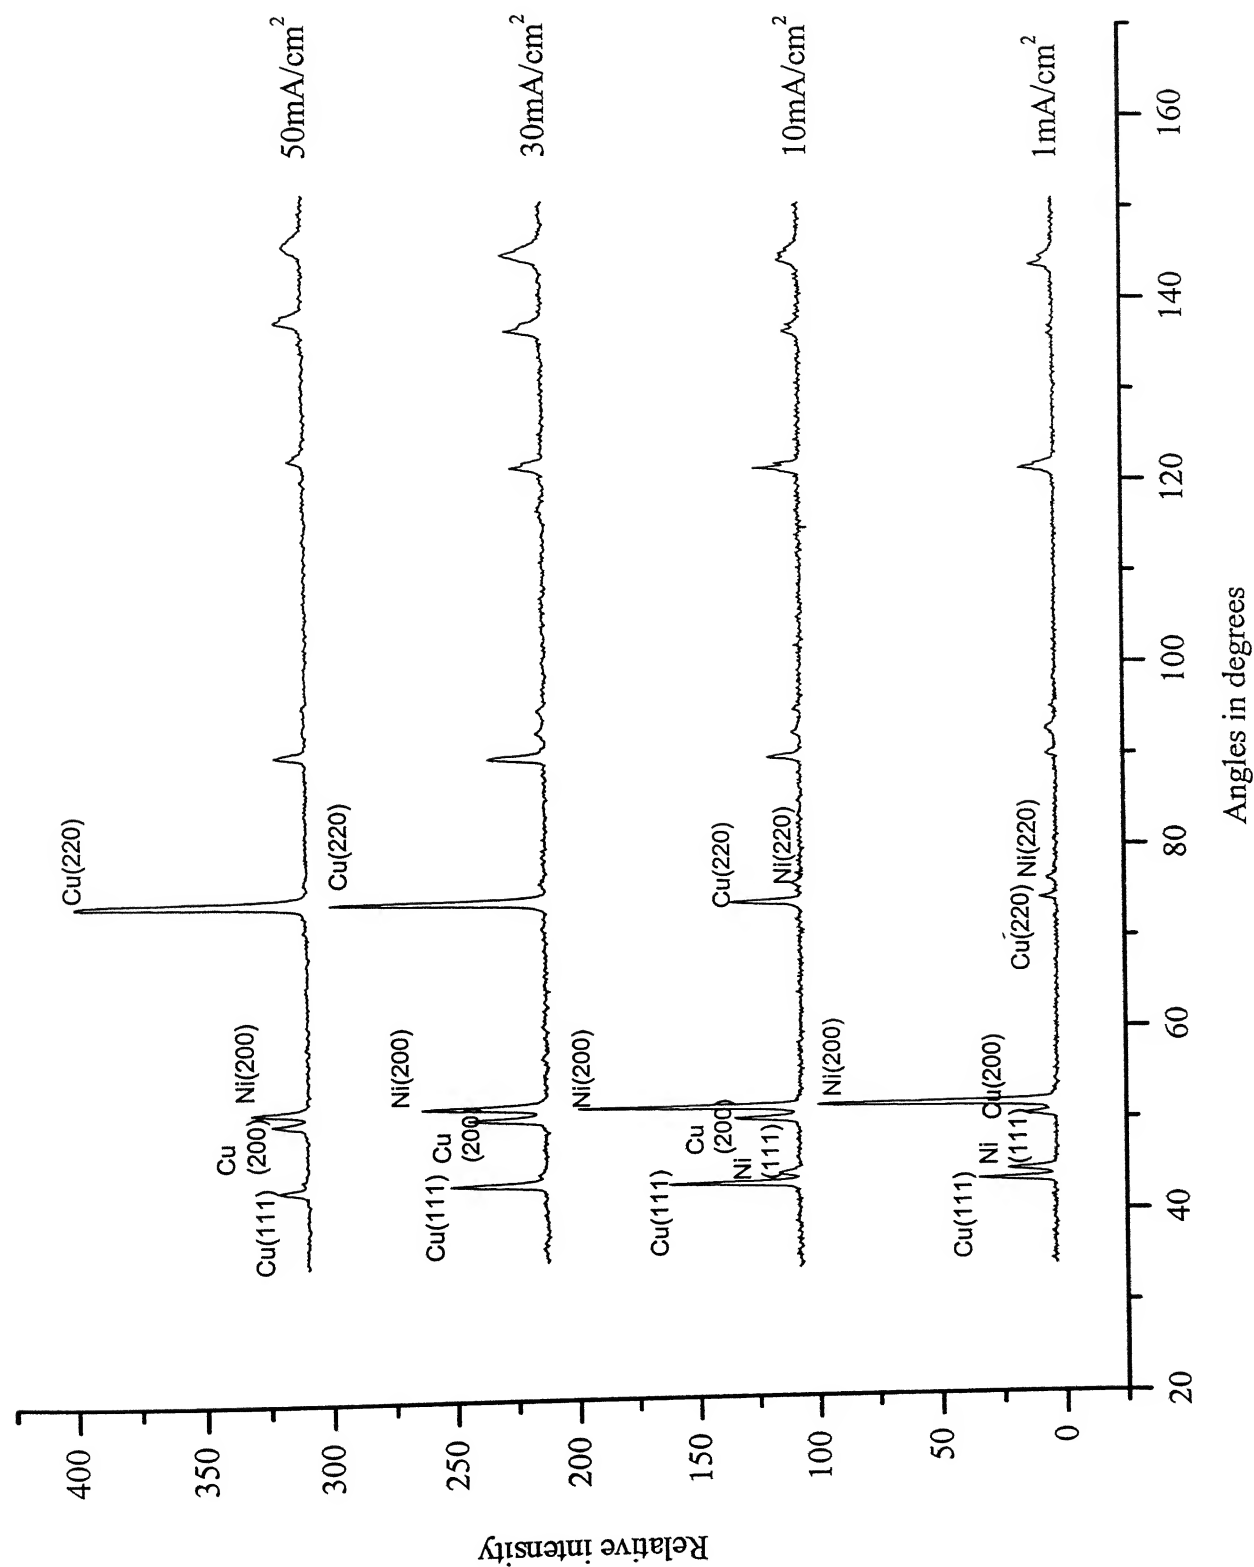 Relative intensity
400
350
300
250
200
150
100
50
0
50mA/cm²
Cu(111)
Cu
(200)
Ni(200)
Cu(220)
30mA/cm²
Cu(111)
Cu
(200)
Ni(200)
Cu(220)
10mA/cm²
Cu(111)
Ni
(111)
Cu
(200)
Ni(200)
Cu(220)
Ni(220)
1mA/cm²
Cu(111)
Ni
(111)
Cu(200)
Ni(200)
Cu(220)
Ni(220)
20
40
60
80
100
120
140
160
Angles in degrees